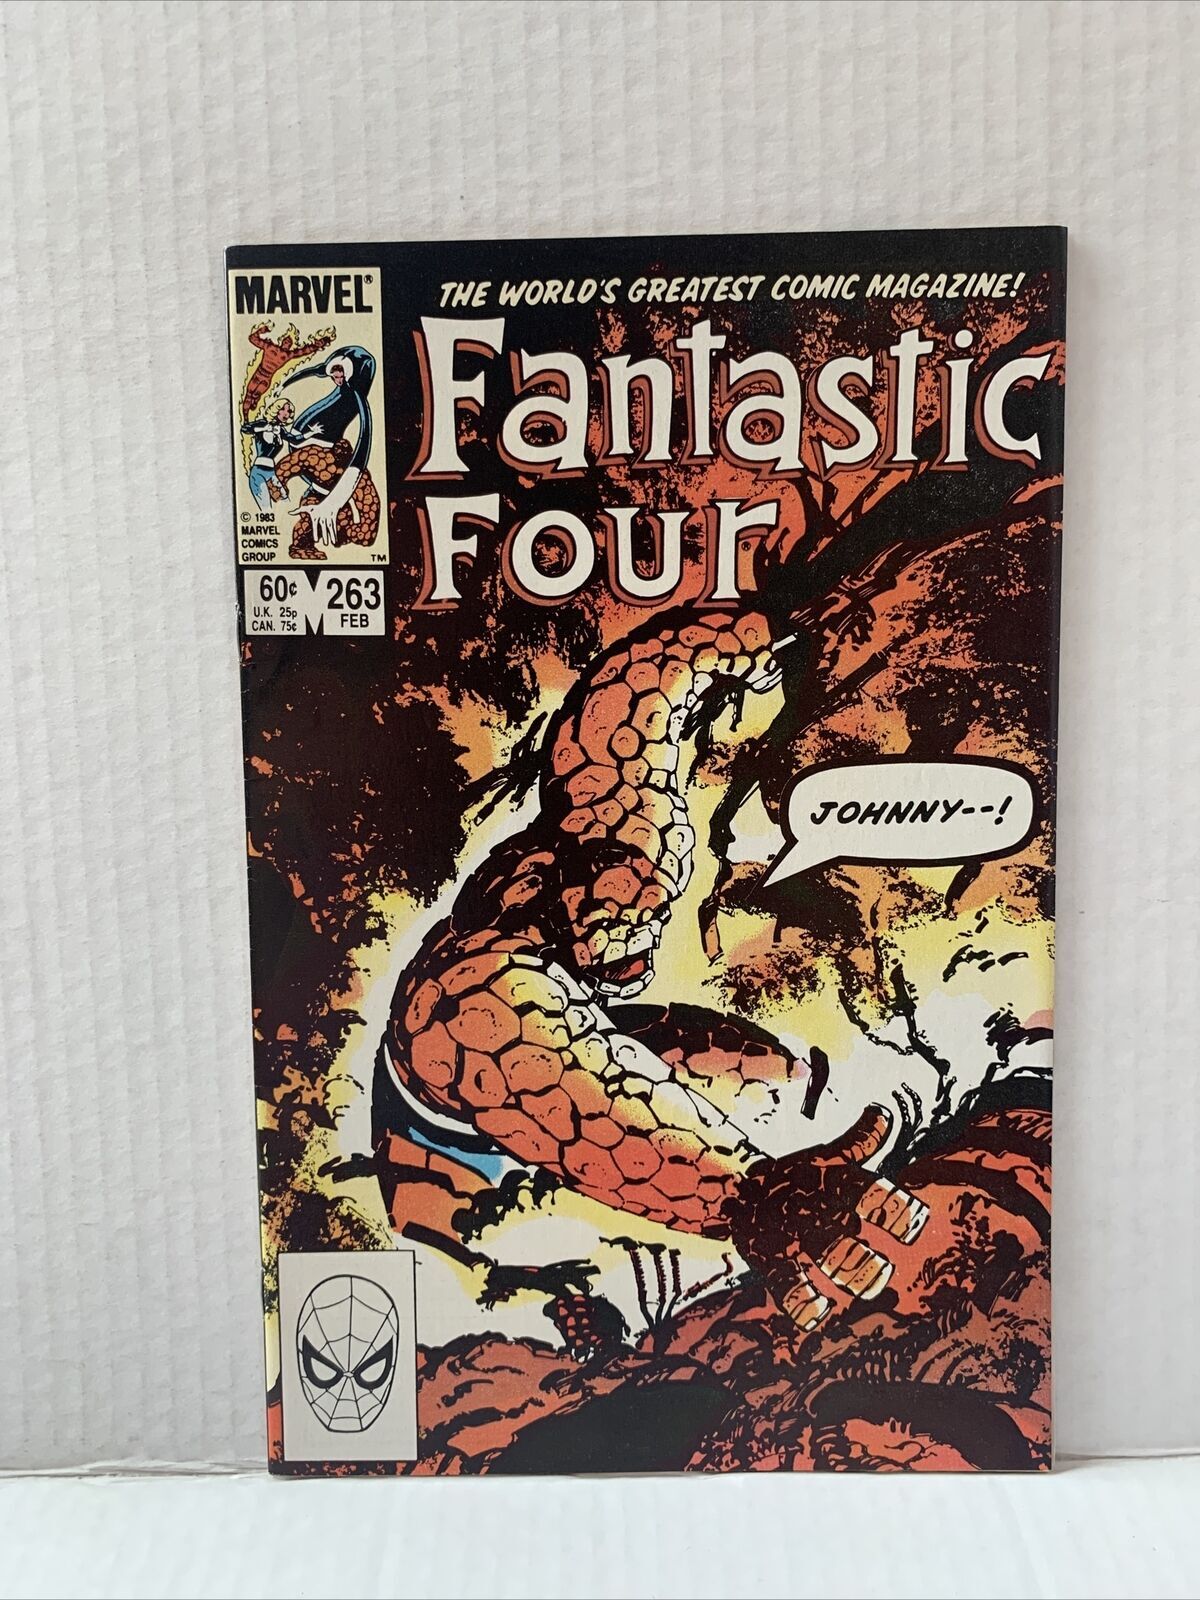 MARVEL®
THE WORLD'S GREATEST COMIC MAGAZINE!
Fantastic
Four®
© 1983
MARVEL
COMICS
GROUP
TM
60¢
U.K. 25p
CAN. 75¢
M
263
FEB
JOHNNY--!